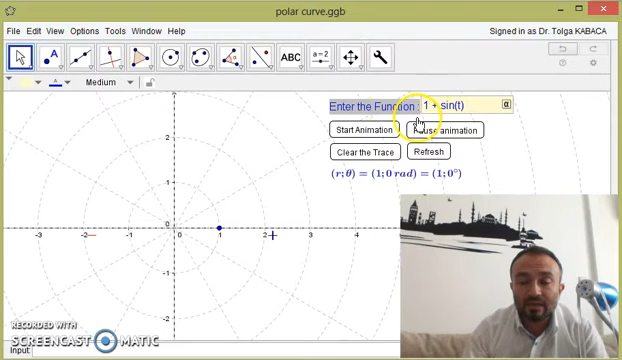 polar curve.ggb
File Edit View Options Tools Window Help
Signed in as Dr. Tolga KABACA
ABC
a=2
Medium
Enter the Function : 1 + sin(t)
α
Start Animation
Pause animation
Clear the Trace
Refresh
(r;θ) = (1;0 rad) = (1;0°)
2
1
0
-3 -2 -1 0 1 2 3 4
-1
-2
RECORDED WITH
SCREENCAST MATIC
Input: